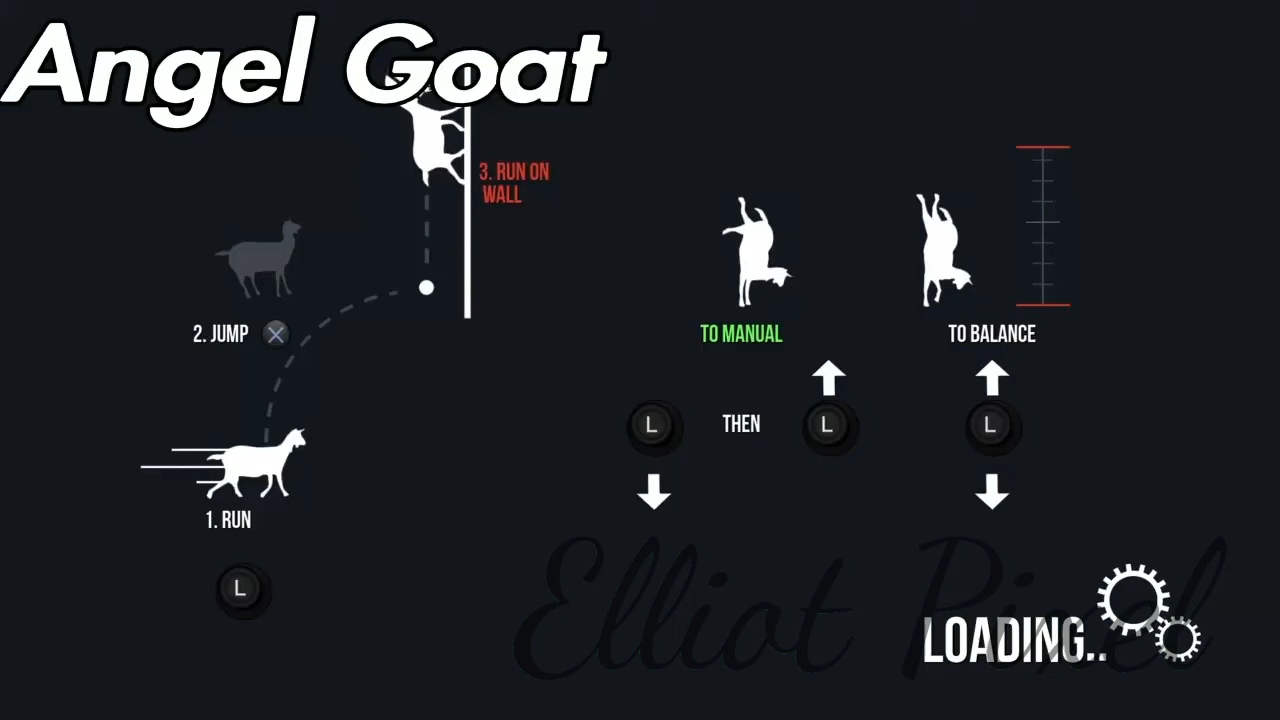 Angel Goat
3. RUN ON
WALL
2. JUMP
TO MANUAL
TO BALANCE
L THEN L L
1. RUN
L
Elliot Pixel
LOADING..